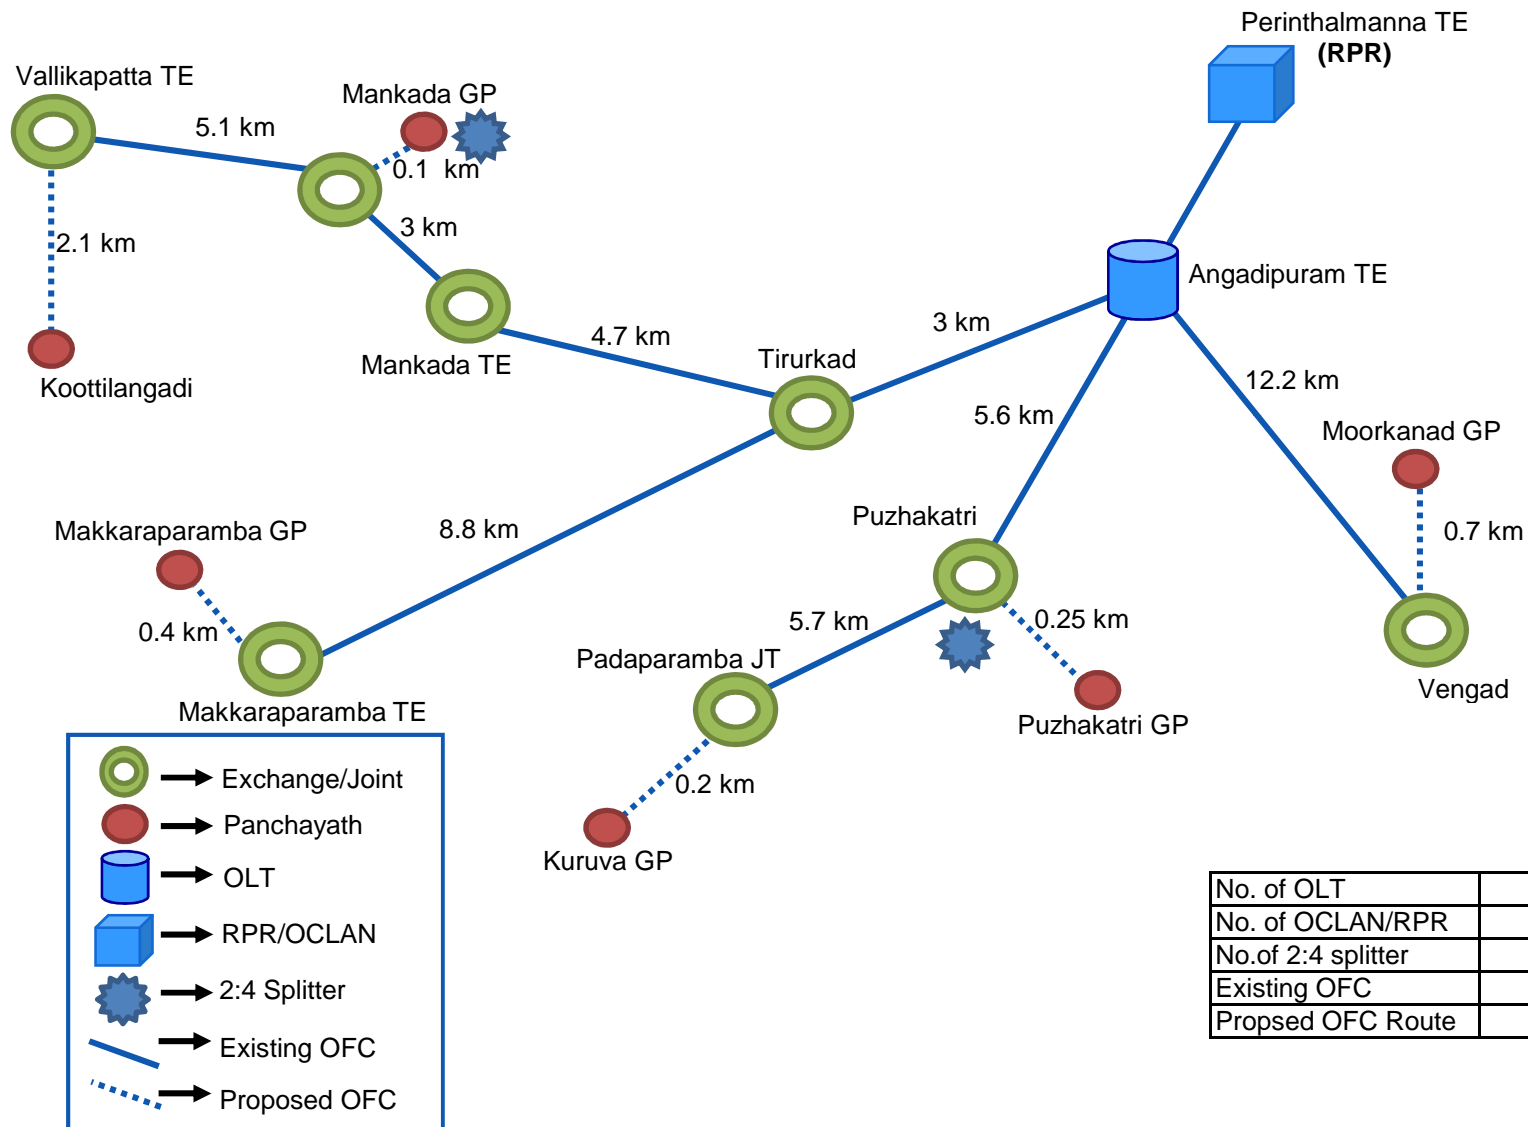 Perinthalmanna TE
(RPR)
Vallikapatta TE
Mankada GP
5.1 km
0.1  km
3 km
2.1 km
Angadipuram TE
3 km
4.7 km
Tirurkad
Mankada TE
Koottilangadi
12.2 km
5.6 km
Moorkanad GP
Puzhakatri
8.8 km
Makkaraparamba GP
0.7 km
0.4 km
5.7 km
0.25 km
Padaparamba JT
Vengad
Makkaraparamba TE
Puzhakatri GP
0.2 km
Kuruva GP
Exchange/Joint
Panchayath
OLT
RPR/OCLAN
2:4 Splitter
Existing OFC
Proposed OFC
No. of OLT
No. of OCLAN/RPR
No.of 2:4 splitter
Existing OFC
Propsed OFC Route